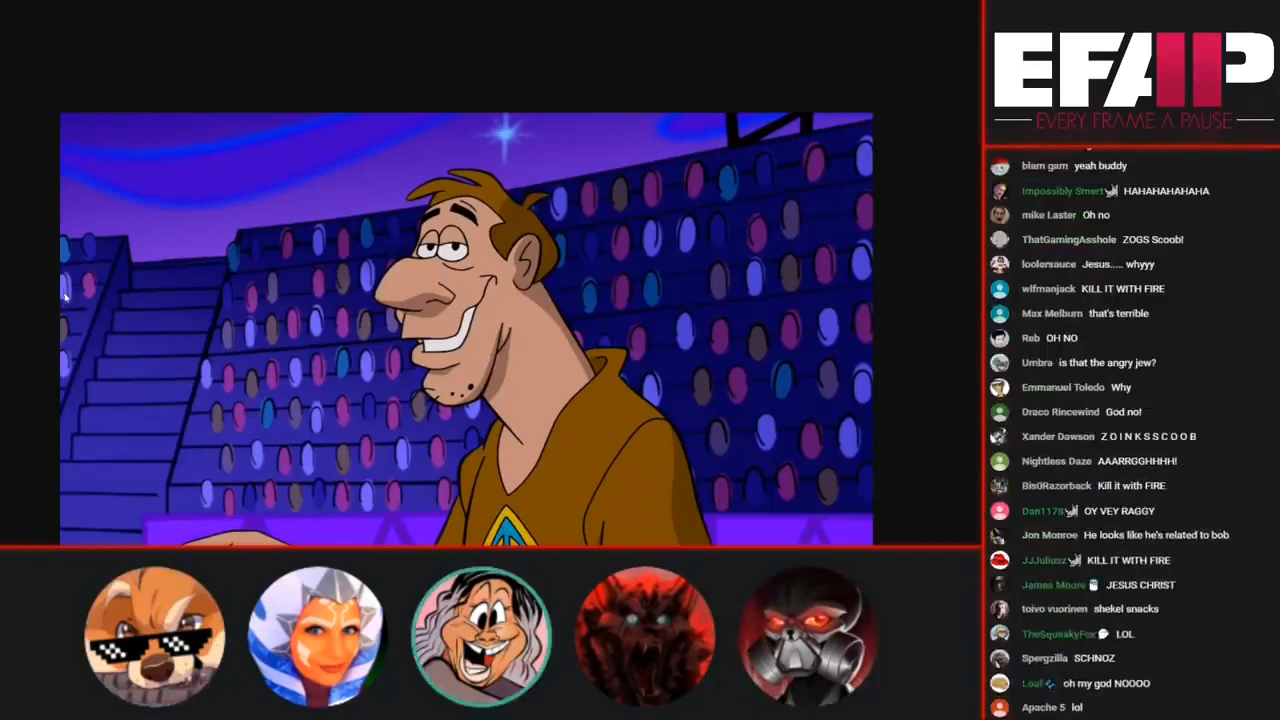 EFAP
EVERY FRAME A PAUSE
blam gam yeah buddy
Impossibly Smert HAHAHAHAHAHA
mike Laster Oh no
ThatGamingAsshole ZOGS Scoob!
loolersauce Jesus..... whyyy
wlfmanjack KILL IT WITH FIRE
Max Melbum that's terrible
Reb OH NO
Umbra is that the angry jew?
Emmanuel Toledo Why
Draco Rincewind God no!
Xander Dawson Z O I N K S S C O O B
Nightless Daze AAARRGGHHHH!
Bis0Razorback Kill it with FIRE
Dan1178 OY VEY RAGGY
Jon Monroe He looks like he's related to bob
JJJuliusz KILL IT WITH FIRE
James Moore JESUS CHRIST
toivo vuorinen shekel snacks
TheSqueakyFox LOL
Spergzilla SCHNOZ
Loaf oh my god NOOOO
Apache 5 lol